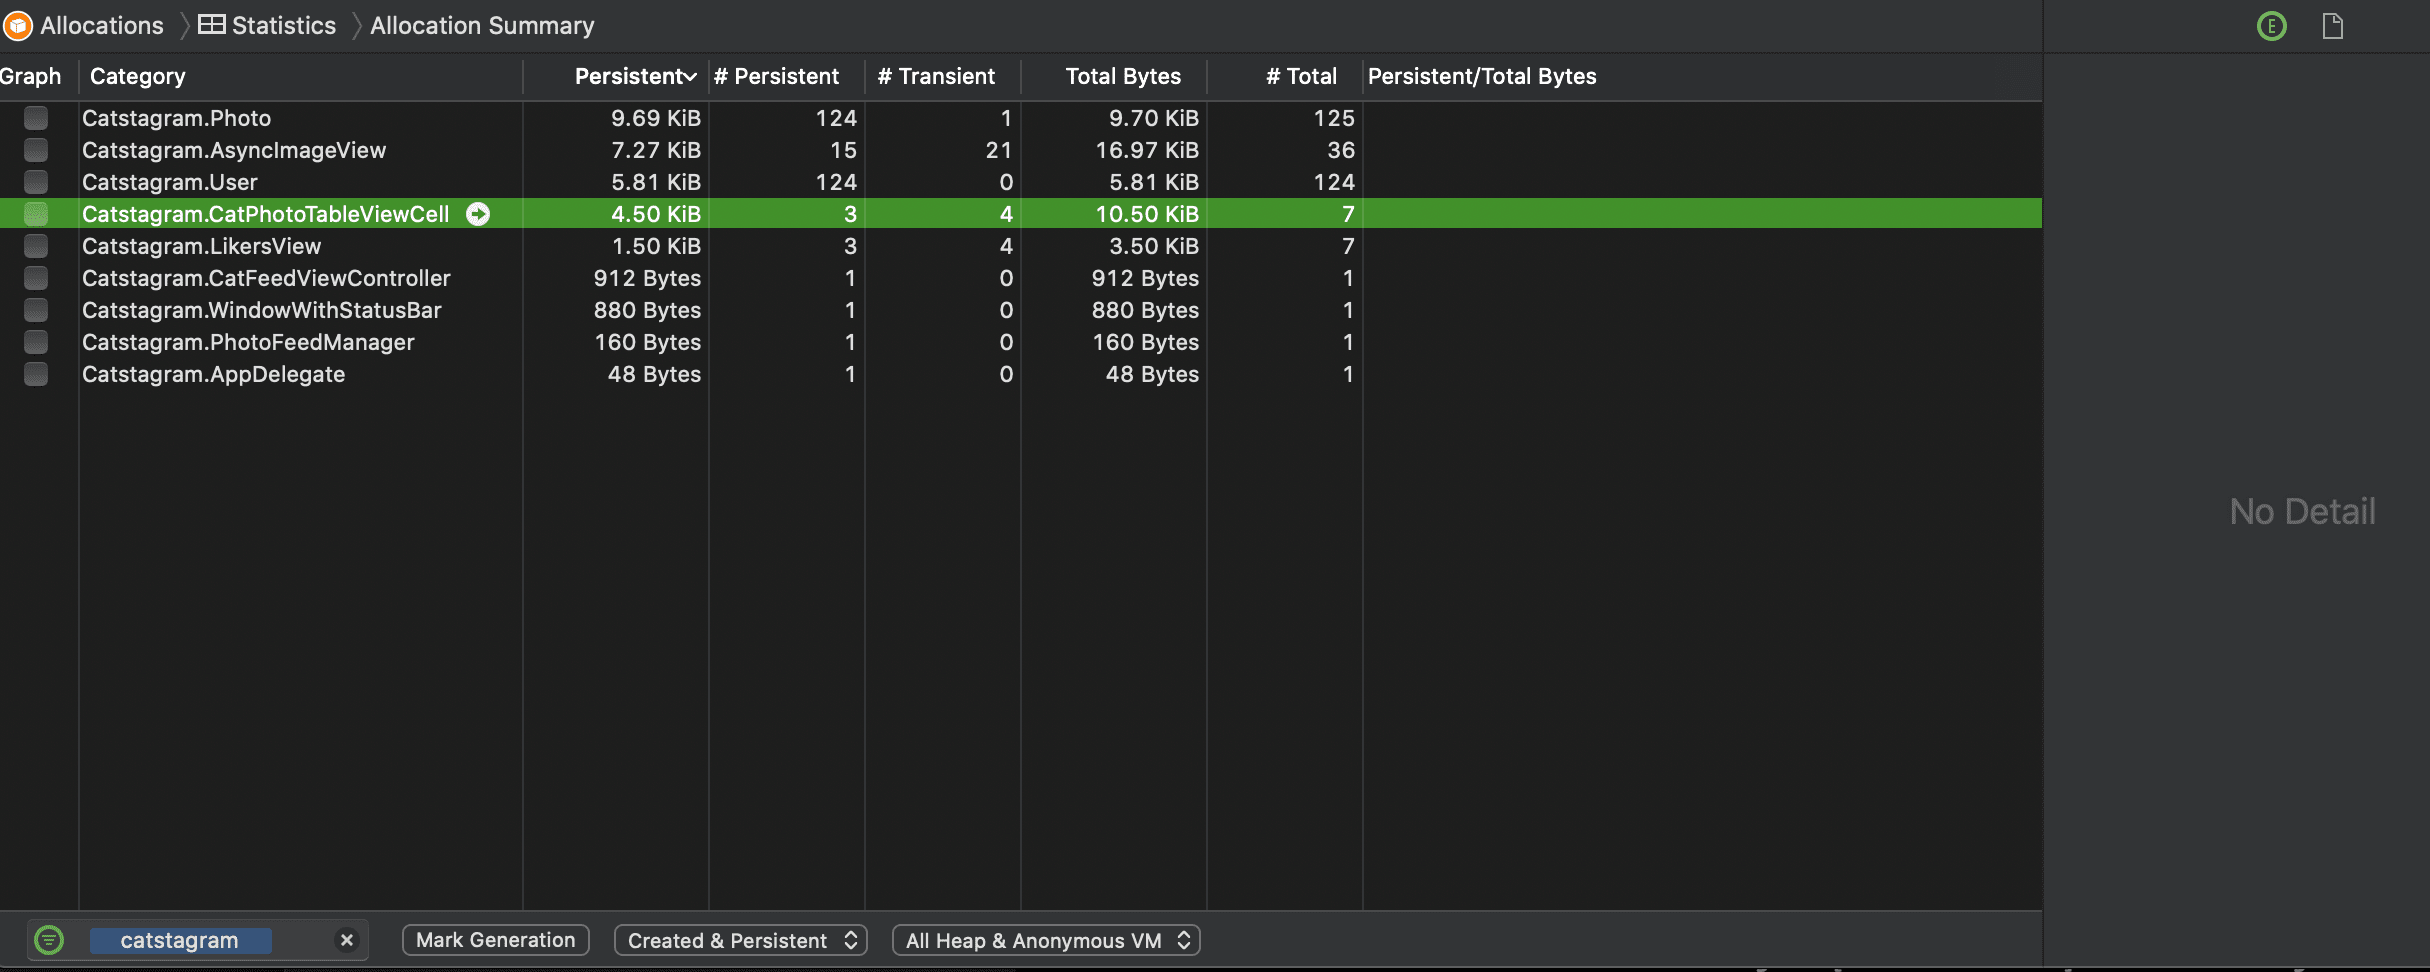 Allocations Statistics Allocation Summary
Graph Category Persistent # Persistent # Transient Total Bytes # Total Persistent/Total Bytes
Catstagram.Photo 9.69 KiB 124 1 9.70 KiB 125
Catstagram.AsyncImageView 7.27 KiB 15 21 16.97 KiB 36
Catstagram.User 5.81 KiB 124 0 5.81 KiB 124
Catstagram.CatPhotoTableViewCell 4.50 KiB 3 4 10.50 KiB 7
Catstagram.LikersView 1.50 KiB 3 4 3.50 KiB 7
Catstagram.CatFeedViewController 912 Bytes 1 0 912 Bytes 1
Catstagram.WindowWithStatusBar 880 Bytes 1 0 880 Bytes 1
Catstagram.PhotoFeedManager 160 Bytes 1 0 160 Bytes 1
Catstagram.AppDelegate 48 Bytes 1 0 48 Bytes 1
E
No Detail
catstagram Mark Generation Created & Persistent All Heap & Anonymous VM